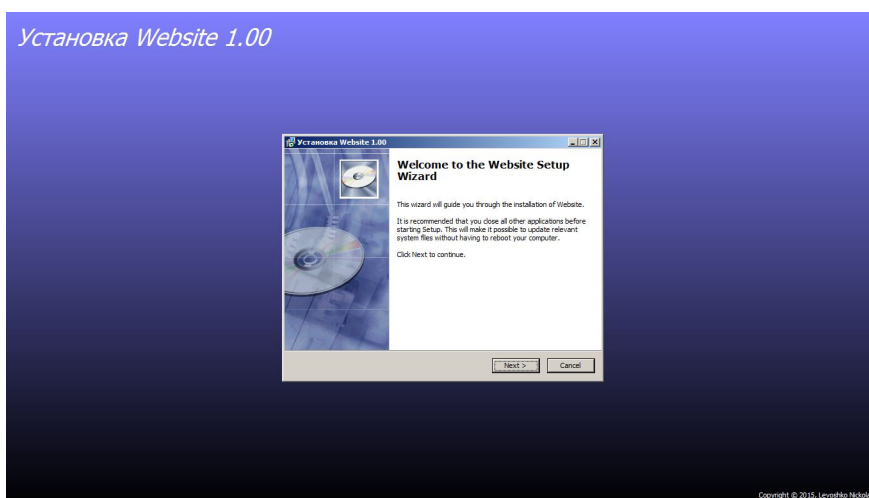 Установка Website 1.00
Установка Website 1.00
Welcome to the Website Setup
Wizard
This wizard will guide you through the installation of Website.
It is recommended that you close all other applications before
starting Setup. This will make it possible to update relevant
system files without having to reboot your computer.
Click Next to continue.
Next >
Cancel
Copyright © 2015, Levoshko